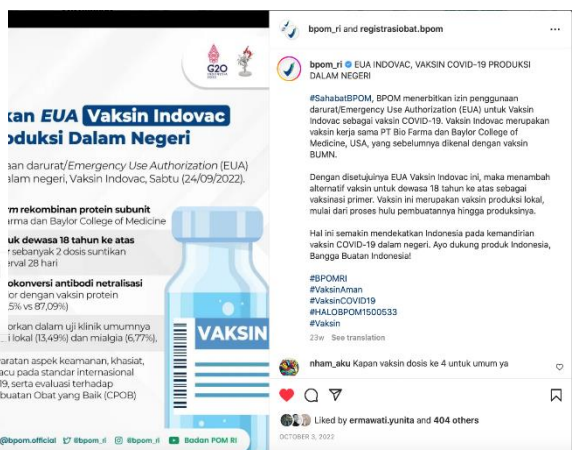 G20
kan EUA Vaksin Indovac
oduksi Dalam Negeri
aan darurat/Emergency Use Authorization (EUA)
alam negeri, Vaksin Indovac, Sabtu (24/09/2022).
rm rekombinan protein subunit
arma dan Baylor College of Medicine
uk dewasa 18 tahun ke atas
sebanyak 2 dosis suntikan
erval 28 hari
okonversi antibodi netralisasi
or dengan vaksin protein
5% vs 87,09%)
orkan dalam uji klinik umumnya
i lokal (13,49%) dan mialgia (6,77%),
aratan aspek keamanan, khasiat,
acu pada standar internasional
19, serta evaluasi terhadap
buatan Obat yang Baik (CPOB)
VAKSIN
@bpom.official bpom_ri @bpom_ri Badan POM RI
bpom_ri and registrasiobat.bpom
bpom_ri EUA INDOVAC, VAKSIN COVID-19 PRODUKSI
DALAM NEGERI
#SahabatBPOM, BPOM menerbitkan izin penggunaan
darurat/Emergency Use Authorization (EUA) untuk Vaksin
Indovac sebagai vaksin COVID-19. Vaksin Indovac merupakan
vaksin kerja sama PT Bio Farma dan Baylor College of
Medicine, USA, yang sebelumnya dikenal dengan vaksin
BUMN.
Dengan disetujuinya EUA Vaksin Indovac ini, maka menambah
alternatif vaksin untuk dewasa 18 tahun ke atas sebagai
vaksinasi primer. Vaksin ini merupakan vaksin produksi lokal,
mulai dari proses hulu pembuatannya hingga produksinya.
Hal ini semakin mendekatkan Indonesia pada kemandirian
vaksin COVID-19 dalam negeri. Ayo dukung produk Indonesia,
Bangga Buatan Indonesia!
#BPOMRI
#VaksinAman
#VaksinCOVID19
#HALOBPOM1500533
#Vaksin
23w See translation
nham_aku Kapan vaksin dosis ke 4 untuk umum ya
Liked by ermawati.yunita and 404 others
OCTOBER 3, 2022